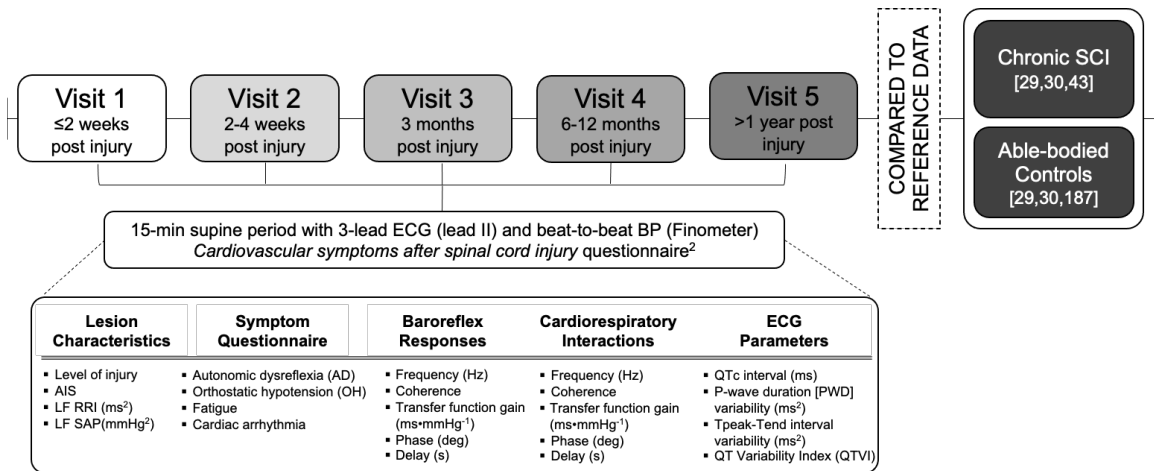 Visit 1
≤2 weeks
post injury
Visit 2
2-4 weeks
post injury
Visit 3
3 months
post injury
Visit 4
6-12 months
post injury
Visit 5
>1 year post
injury
COMPARED TO
REFERENCE DATA
Chronic SCI
[29,30,43]
Able-bodied
Controls
[29,30,187]
15-min supine period with 3-lead ECG (lead II) and beat-to-beat BP (Finometer)
Cardiovascular symptoms after spinal cord injury questionnaire²
Lesion
Characteristics
▪ Level of injury
▪ AIS
▪ LF RRI (ms²)
▪ LF SAP(mmHg²)
Symptom
Questionnaire
▪ Autonomic dysreflexia (AD)
▪ Orthostatic hypotension (OH)
▪ Fatigue
▪ Cardiac arrhythmia
Baroreflex
Responses
▪ Frequency (Hz)
▪ Coherence
▪ Transfer function gain
(ms•mmHg⁻¹)
▪ Phase (deg)
▪ Delay (s)
Cardiorespiratory
Interactions
▪ Frequency (Hz)
▪ Coherence
▪ Transfer function gain
(ms•mmHg⁻¹)
▪ Phase (deg)
▪ Delay (s)
ECG
Parameters
▪ QTc interval (ms)
▪ P-wave duration [PWD]
variability (ms²)
▪ Tpeak-Tend interval
variability (ms²)
▪ QT Variability Index (QTVI)